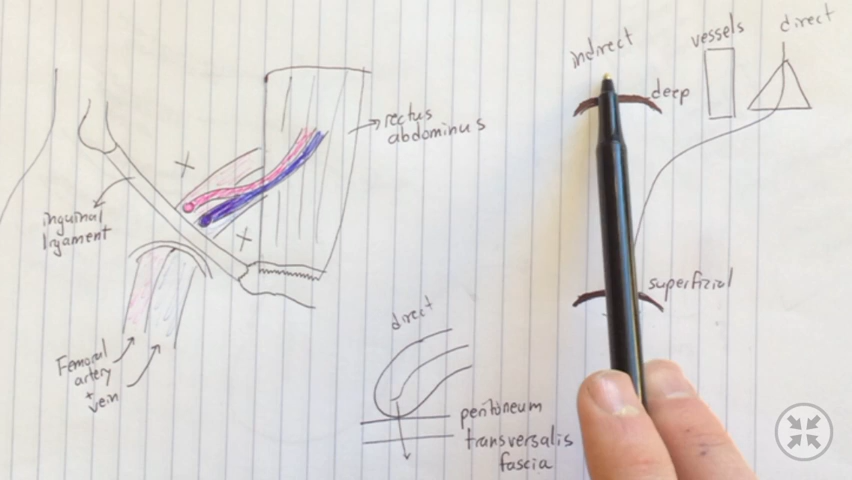 indirect
vessels
direct
deep
rectus
abdominus
inguinal
ligament
superfizial
direct
Femoral
artery
+
vein
peritoneum
transversalis
fascia